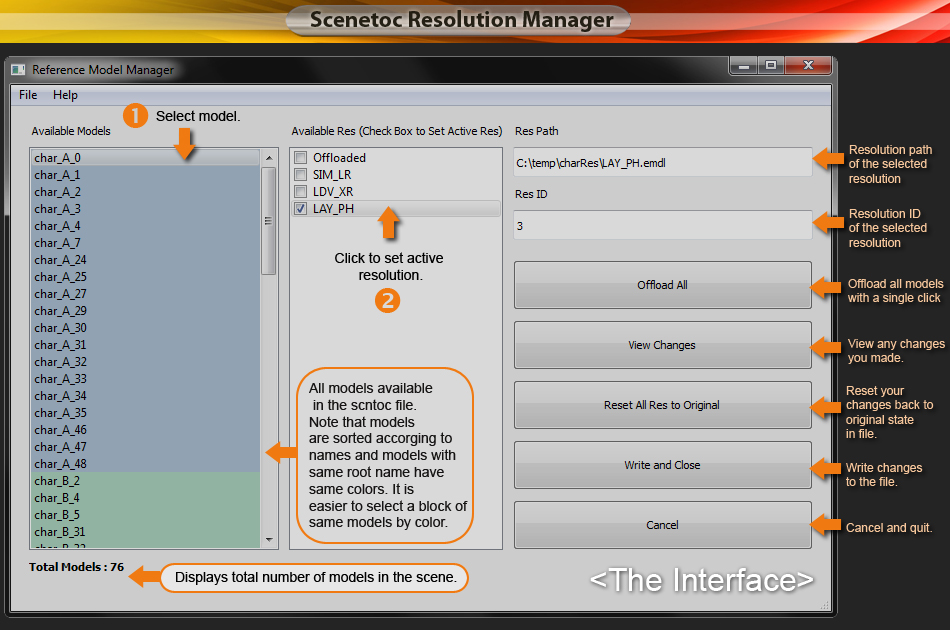 Scenetoc Resolution Manager
Reference Model Manager
File Help
1 Select model.
Available Models
char_A_0
char_A_1
char_A_2
char_A_3
char_A_4
char_A_7
char_A_24
char_A_25
char_A_27
char_A_29
char_A_30
char_A_31
char_A_32
char_A_33
char_A_34
char_A_35
char_A_46
char_A_47
char_A_48
char_B_2
char_B_4
char_B_5
char_B_31
char_B_32
Total Models : 76
Displays total number of models in the scene.
Available Res (Check Box to Set Active Res)
Offloaded
SIM_LR
LDV_XR
LAY_PH
Click to set active
resolution.
2
All models available
in the scntoc file.
Note that models
are sorted accorging to
names and models with
same root name have
same colors. It is
easier to select a block of
same models by color.
Res Path
C:\temp\charRes\LAY_PH.emdl
Resolution path
of the selected
resolution
Res ID
3
Resolution ID
of the selected
resolution
Offload All
Offload all models
with a single click
View Changes
View any changes
you made.
Reset All Res to Original
Reset your
changes back to
original state
in file.
Write and Close
Write changes
to the file.
Cancel
Cancel and quit.
<The Interface>